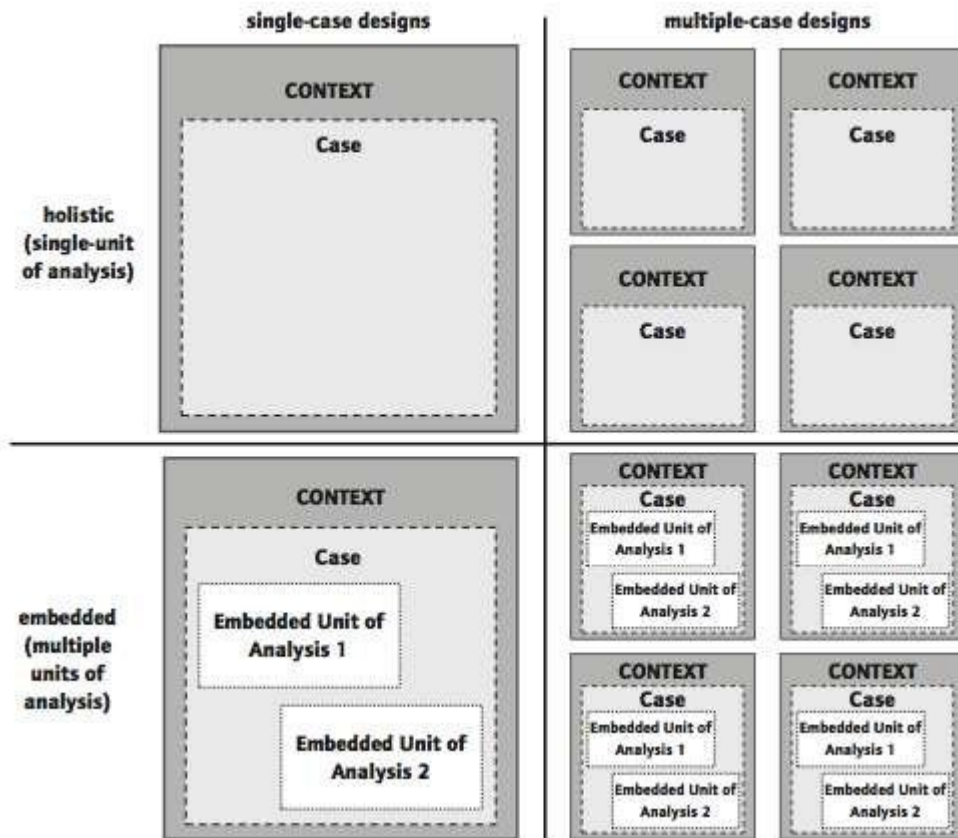 single-case designs
multiple-case designs
holistic
(single-unit
of analysis)
CONTEXT
Case
CONTEXT
Case
CONTEXT
Case
CONTEXT
Case
CONTEXT
Case
embedded
(multiple
units of
analysis)
CONTEXT
Case
Embedded Unit of
Analysis 1
Embedded Unit of
Analysis 2
CONTEXT
Case
Embedded Unit of
Analysis 1
Embedded Unit of
Analysis 2
CONTEXT
Case
Embedded Unit of
Analysis 1
Embedded Unit of
Analysis 2
CONTEXT
Case
Embedded Unit of
Analysis 1
Embedded Unit of
Analysis 2
CONTEXT
Case
Embedded Unit of
Analysis 1
Embedded Unit of
Analysis 2